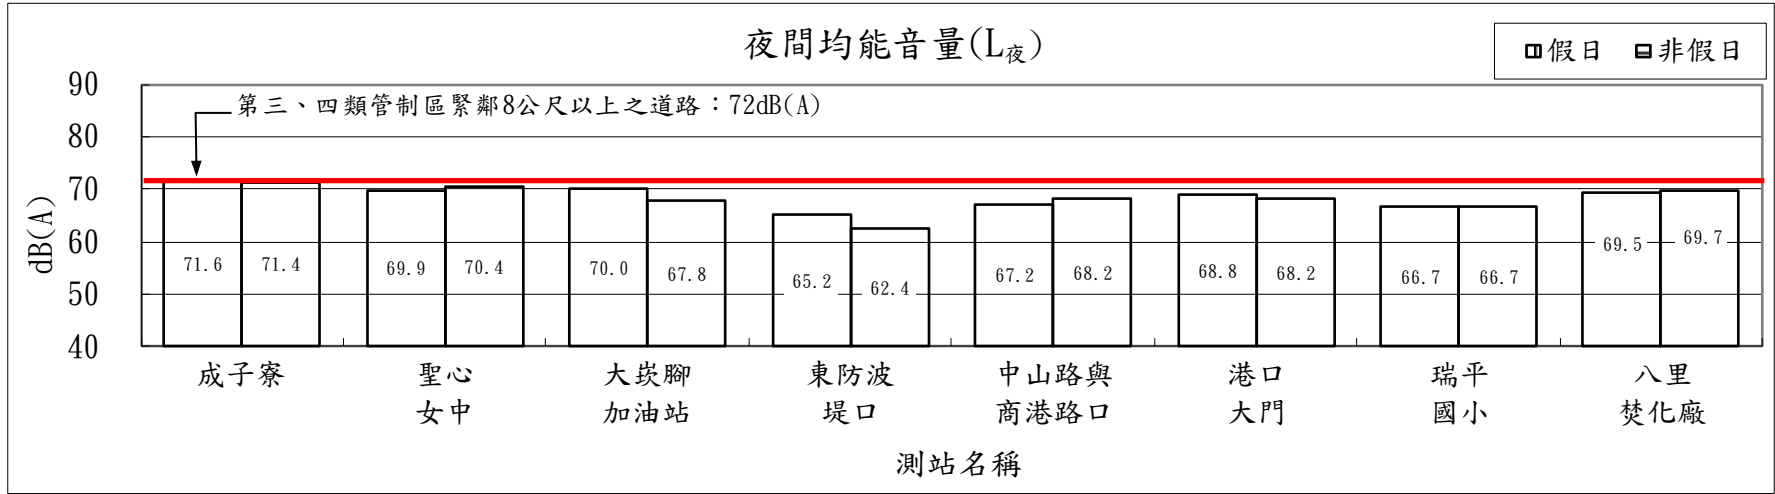 夜間均能音量(L夜)
假日 非假日
第三、四類管制區緊鄰8公尺以上之道路：72dB(A)
dB(A)
90
80
70
60
50
40
71.6 71.4 69.9 70.4 70.0 67.8 65.2 62.4 67.2 68.2 68.8 68.2 66.7 66.7 69.5 69.7
成子寮 聖心 大崁腳 東防波 中山路與 港口 瑞平 八里
女中 加油站 堤口 商港路口 大門 國小 焚化廠
測站名稱